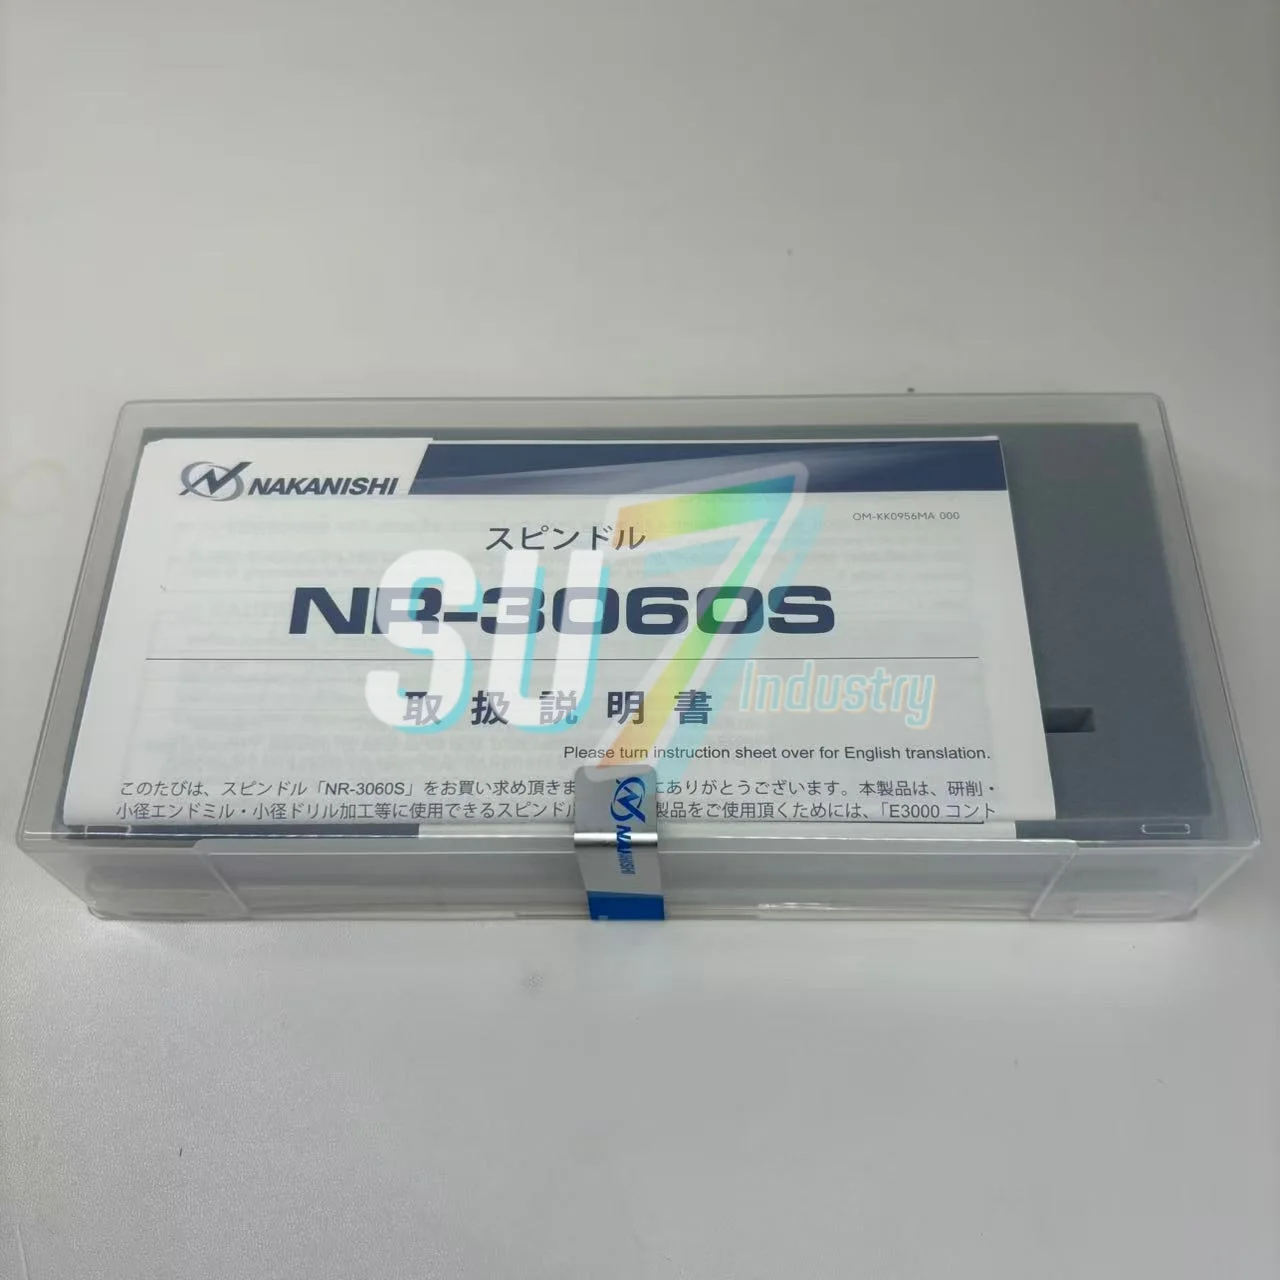 NAKANISHI
OM-KK0956MA 000
スピンドル
NR-3060S
SU7 Industry
取扱説明書
Please turn instruction sheet over for English translation.
このたびは、スピンドル「NR-3060S」をお買い求め頂きま にありがとうございます。本製品は、研削・
小径エンドミル・小径ドリル加工等に使用できるスピンドル 製品をご使用頂くためには、「E3000 コント
NAKANISHI